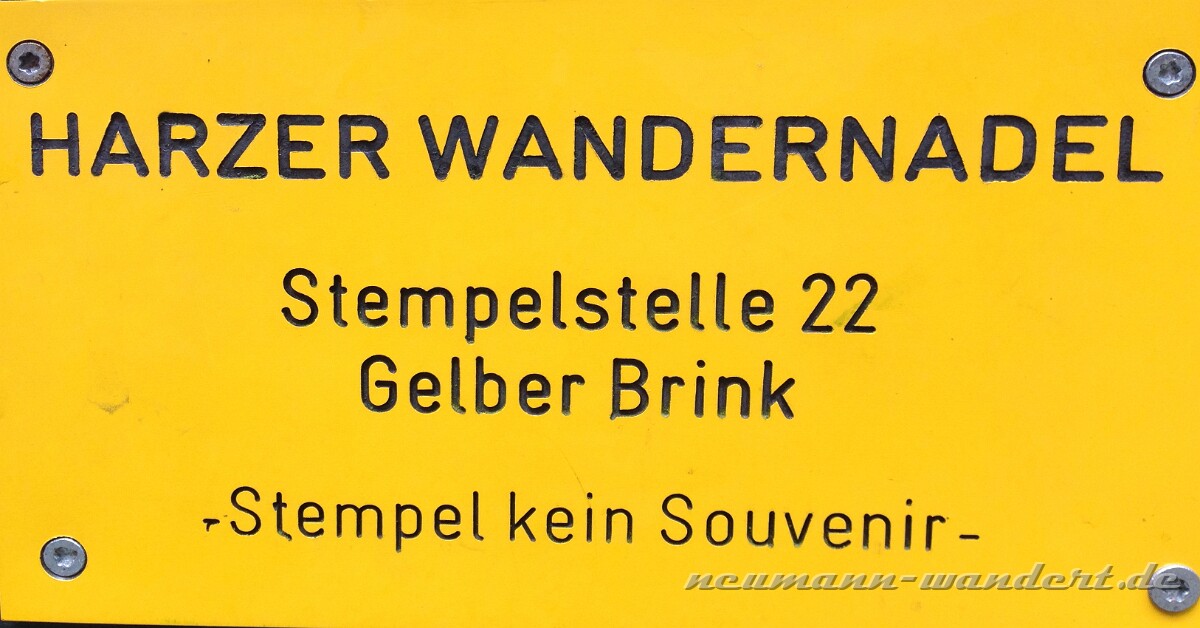 HARZER WANDERNADEL
Stempelstelle 22
Gelber Brink
- Stempel kein Souvenir -
neumann-wandert.de